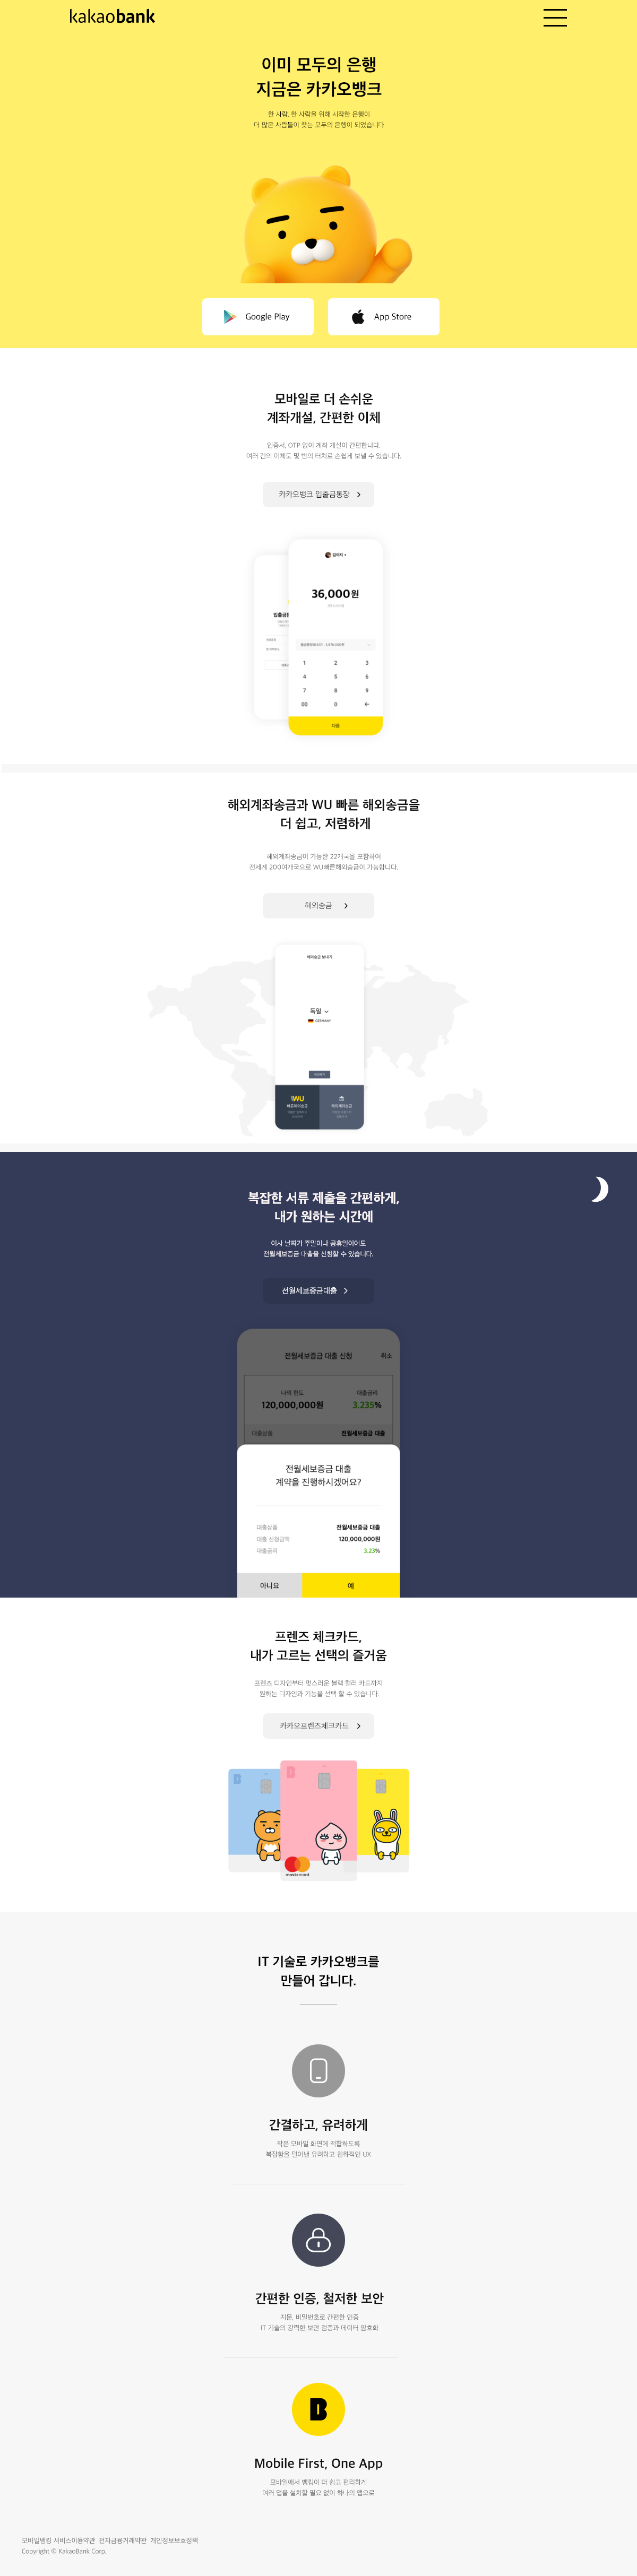 kakaobank
이미 모두의 은행
지금은 카카오뱅크
한 사람, 한 사람을 위해 시작한 은행이
더 많은 사람들이 찾는 모두의 은행이 되었습니다
Google Play
App Store
모바일로 더 손쉬운
계좌개설, 간편한 이체
인증서, OTP 없이 계좌 개설이 간편합니다.
여러 건의 이체도 몇 번의 터치로 손쉽게 보낼 수 있습니다.
카카오뱅크 입출금통장
36,000원
1 2 3
4 5 6
7 8 9
00 0
다음
해외계좌송금과 WU 빠른 해외송금을
더 쉽고, 저렴하게
해외계좌송금이 가능한 22개국을 포함하여
전세계 200여개국으로 WU빠른해외송금이 가능합니다.
해외송금
해외송금 보내기
독일
GERMANY
WU
빠른해외송금
해외계좌송금
복잡한 서류 제출을 간편하게,
내가 원하는 시간에
이사 날짜가 주말이나 공휴일이어도
전월세보증금 대출을 신청할 수 있습니다.
전월세보증금대출
전월세보증금 대출 신청
취소
나의 한도
대출금리
120,000,000원
3.235%
대출상품
전월세보증금 대출
전월세보증금 대출
계약을 진행하시겠어요?
대출상품
전월세보증금 대출
대출 신청금액
120,000,000원
대출금리
3.23%
아니요
예
프렌즈 체크카드,
내가 고르는 선택의 즐거움
프렌즈 디자인부터 멋스러운 블랙 컬러 카드까지
원하는 디자인과 기능을 선택 할 수 있습니다.
카카오프렌즈체크카드
mastercard
IT 기술로 카카오뱅크를
만들어 갑니다.
간결하고, 유려하게
작은 모바일 화면에 적합하도록
복잡함을 덜어낸 유려하고 진화적인 UX
간편한 인증, 철저한 보안
지문, 비밀번호로 간편한 인증
IT 기술의 강력한 보안 검증과 데이터 암호화
Mobile First, One App
모바일에서 뱅킹이 더 쉽고 편리하게
여러 앱을 설치할 필요 없이 하나의 앱으로
모바일뱅킹 서비스이용약관 전자금융거래약관 개인정보보호정책
Copyright © KakaoBank Corp.